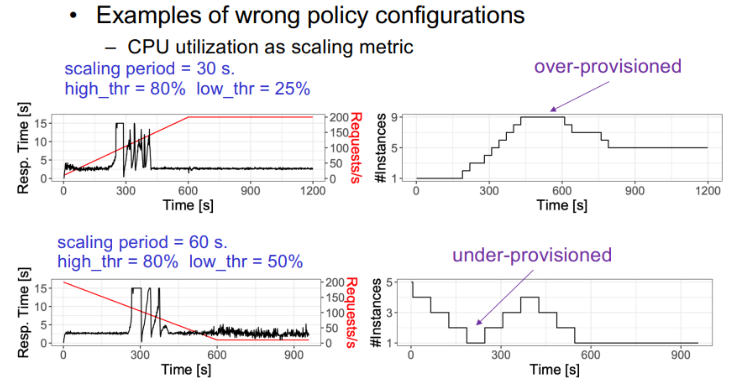 • Examples of wrong policy configurations
– CPU utilization as scaling metric
scaling period = 30 s.
high_thr = 80% low_thr = 25%
over-provisioned
Resp. Time [s]
15
10
5
0
200
150
100
50
0
Requests/s
0 300 600 900 1200
Time [s]
#Instances
9
5
1
0 300 600 900 1200
Time [s]
scaling period = 60 s.
high_thr = 80% low_thr = 50%
under-provisioned
Resp. Time [s]
15
10
5
0
200
150
100
50
0
Requests/s
0 300 600 900
Time [s]
#Instances
5
3
1
0 300 600 900
Time [s]